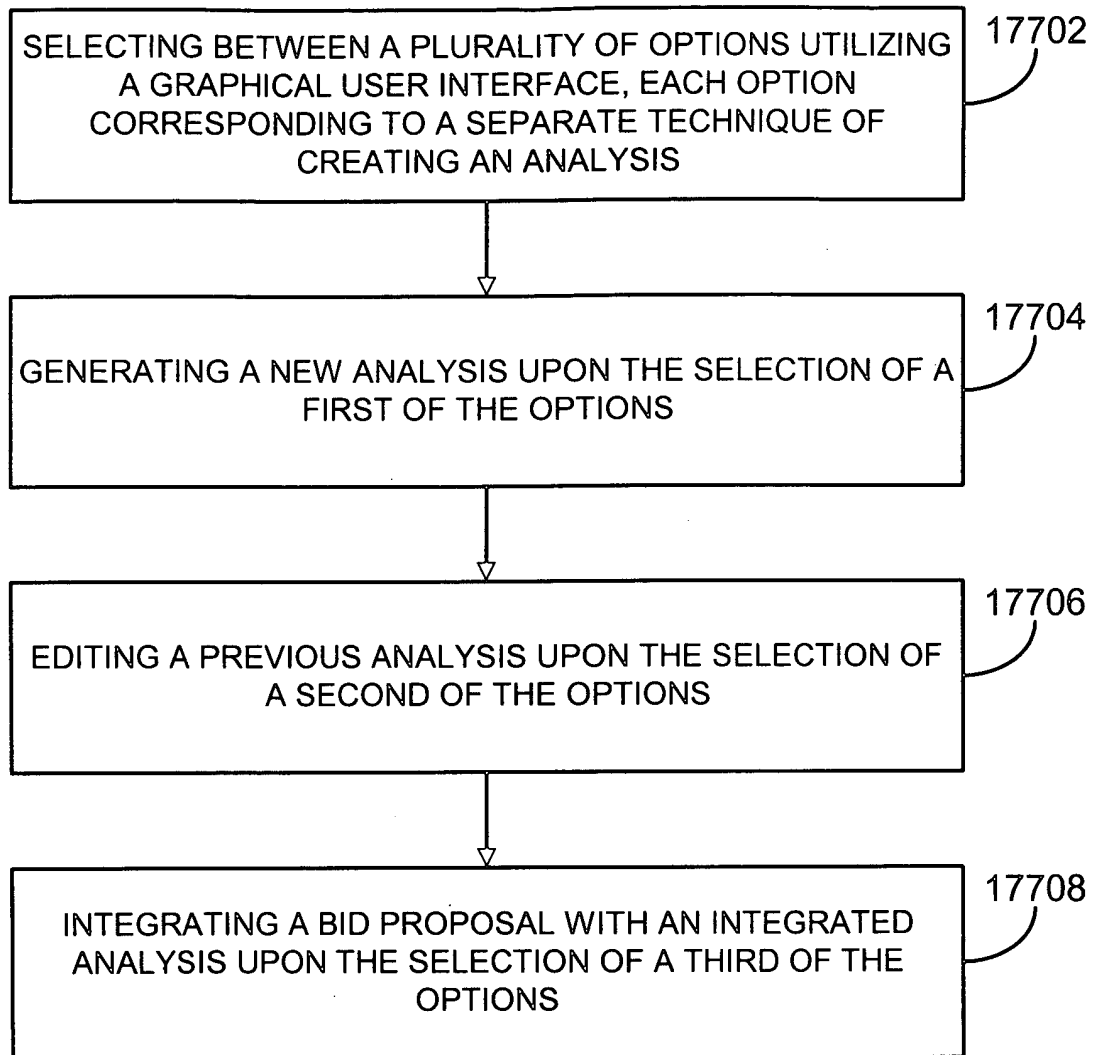 SELECTING BETWEEN A PLURALITY OF OPTIONS UTILIZING
A GRAPHICAL USER INTERFACE, EACH OPTION
CORRESPONDING TO A SEPARATE TECHNIQUE OF
CREATING AN ANALYSIS
17702
GENERATING A NEW ANALYSIS UPON THE SELECTION OF A
FIRST OF THE OPTIONS
17704
EDITING A PREVIOUS ANALYSIS UPON THE SELECTION OF
A SECOND OF THE OPTIONS
17706
INTEGRATING A BID PROPOSAL WITH AN INTEGRATED
ANALYSIS UPON THE SELECTION OF A THIRD OF THE
OPTIONS
17708